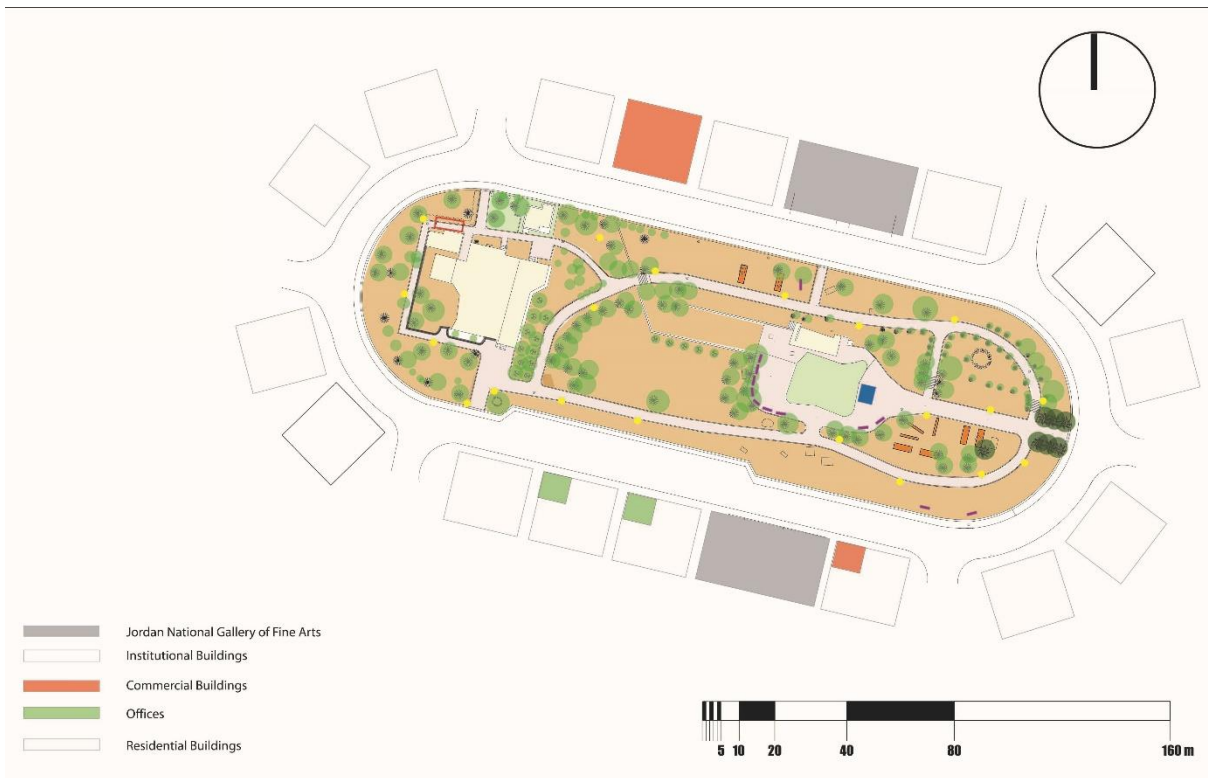 Jordan National Gallery of Fine Arts
Institutional Buildings
Commercial Buildings
Offices
Residential Buildings
5 10 20 40 80 160 m